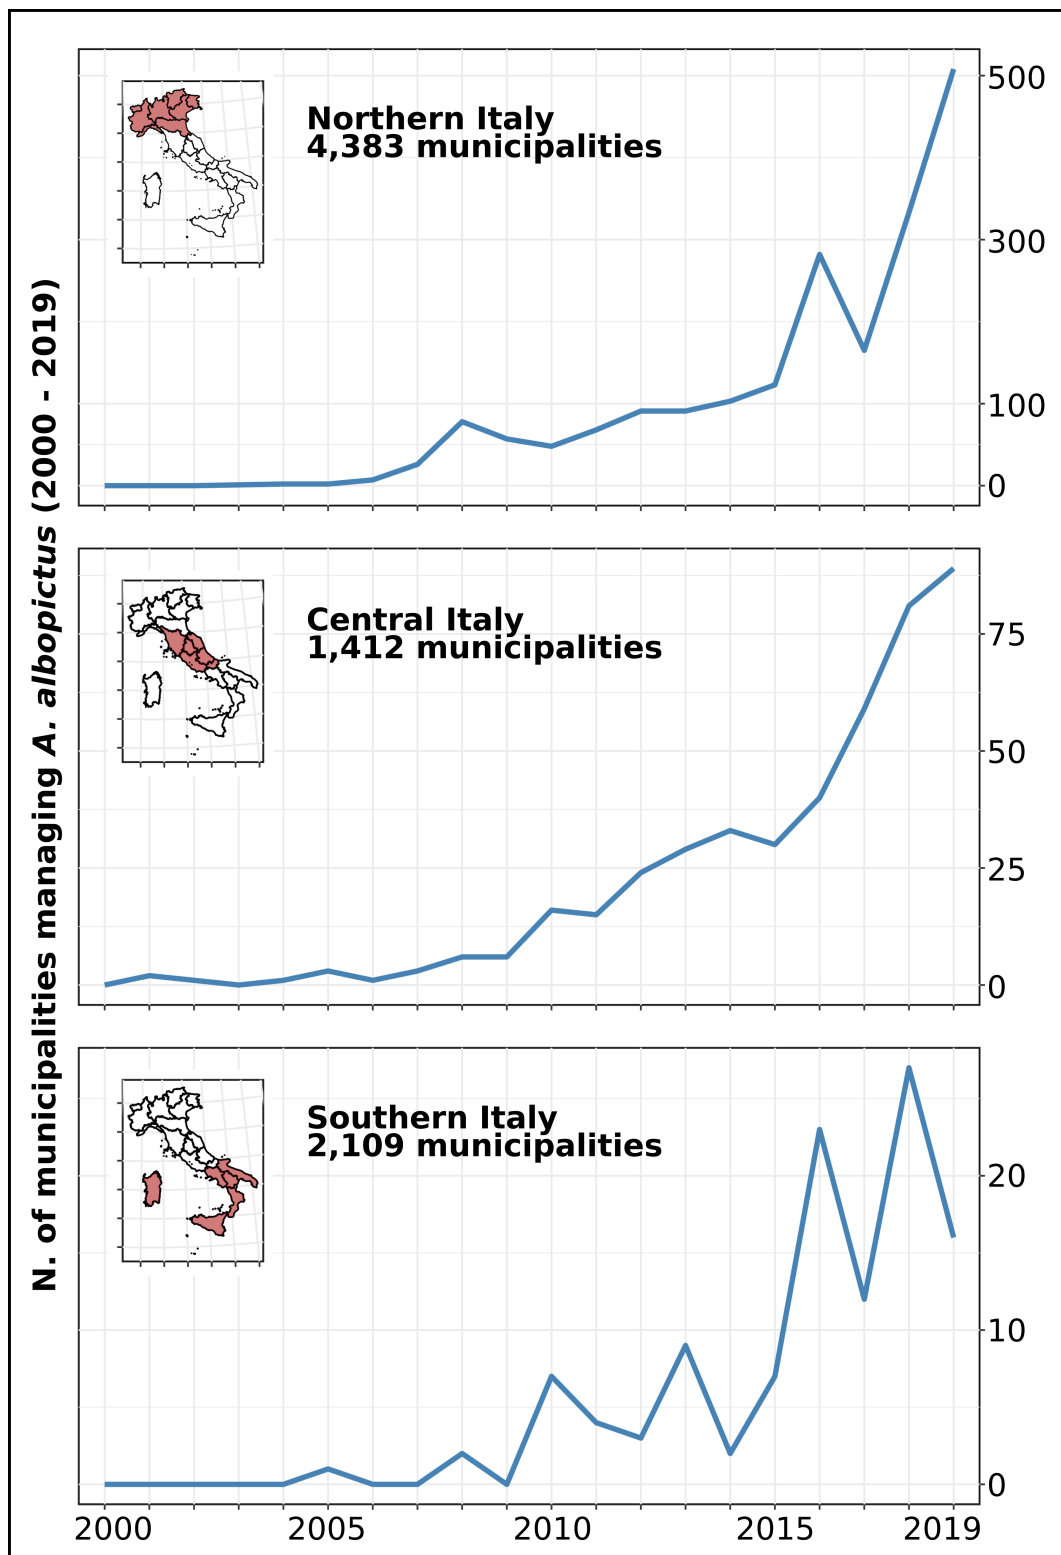 N. of municipalities managing A. albopictus (2000 - 2019)
Northern Italy
4,383 municipalities
500
300
100
0
Central Italy
1,412 municipalities
75
50
25
0
Southern Italy
2,109 municipalities
20
10
0
2000 2005 2010 2015 2019